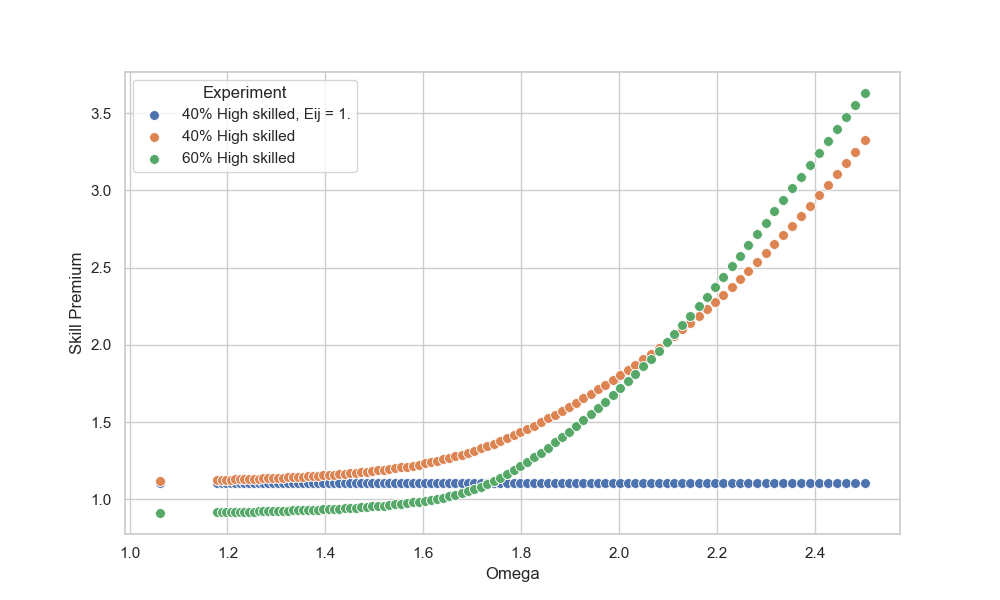 Experiment
40% High skilled, Eij = 1.
40% High skilled
60% High skilled
3.5
3.0
2.5
2.0
1.5
1.0
Skill Premium
1.0 1.2 1.4 1.6 1.8 2.0 2.2 2.4
Omega